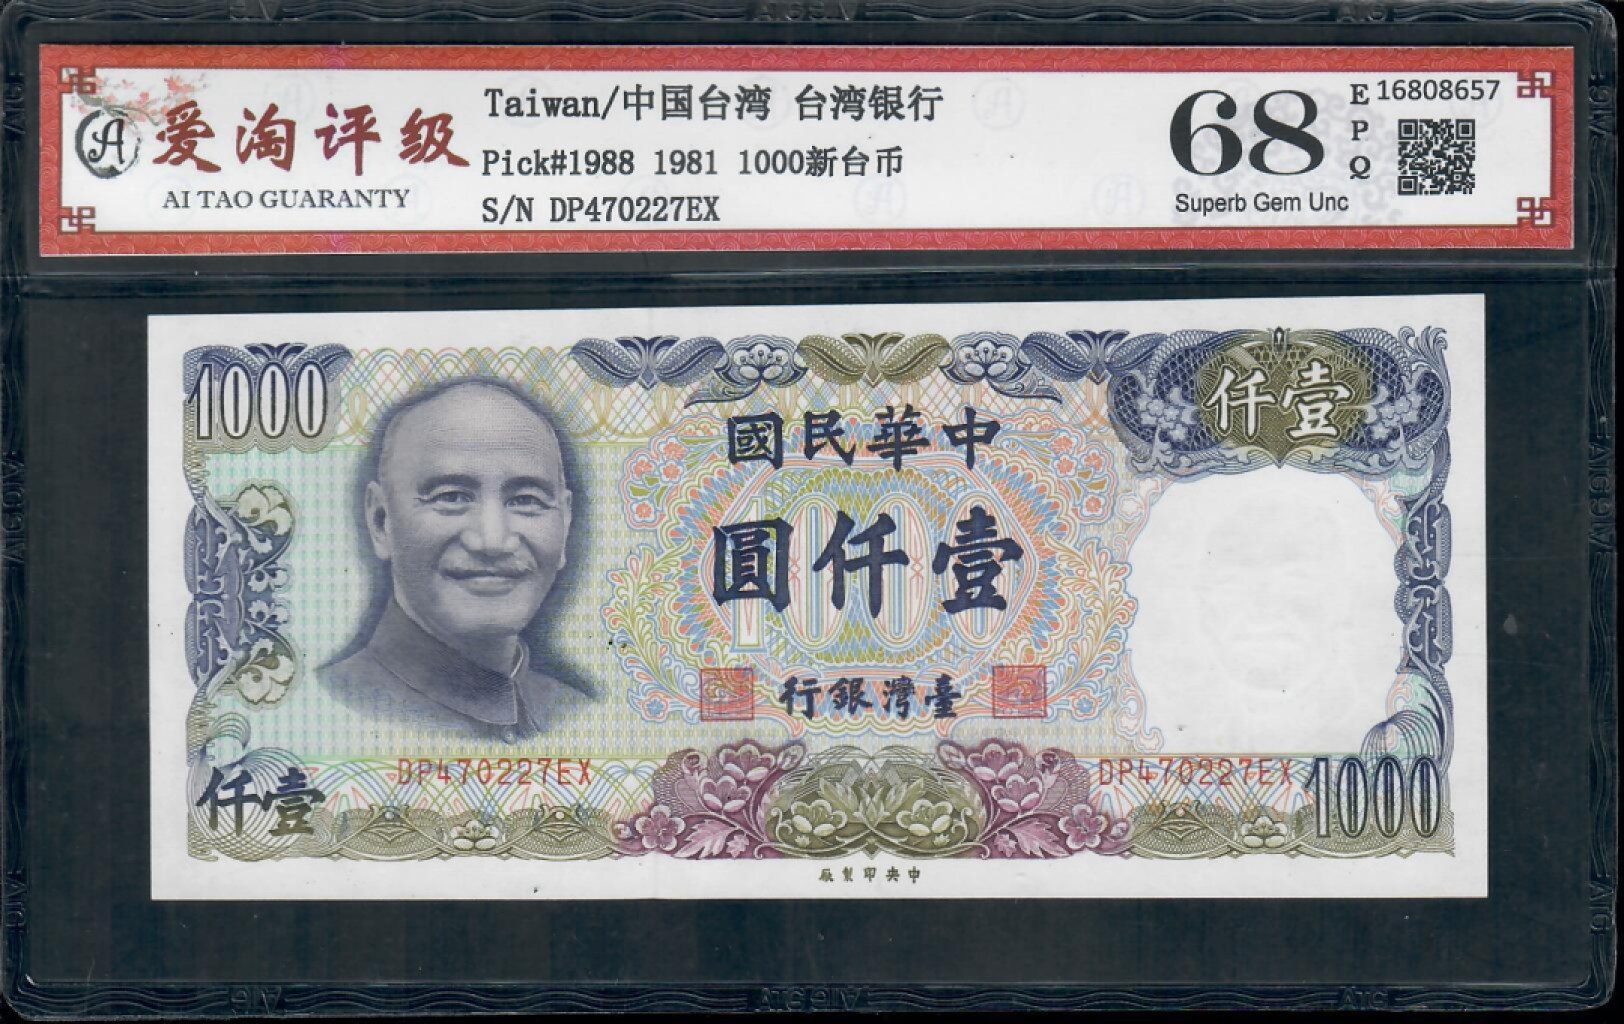 爱淘评级
AI TAO GUARANTY
Taiwan/中国台湾 台湾银行
Pick#1988 1981 1000新台币
S/N DP470227EX
68
EPQ
16808657
Superb Gem Unc
1000
仟壹
國民華中
圓仟壹
1000
行銀灣臺
DP470227EX
DP470227EX
仟壹
1000
廠製印央中